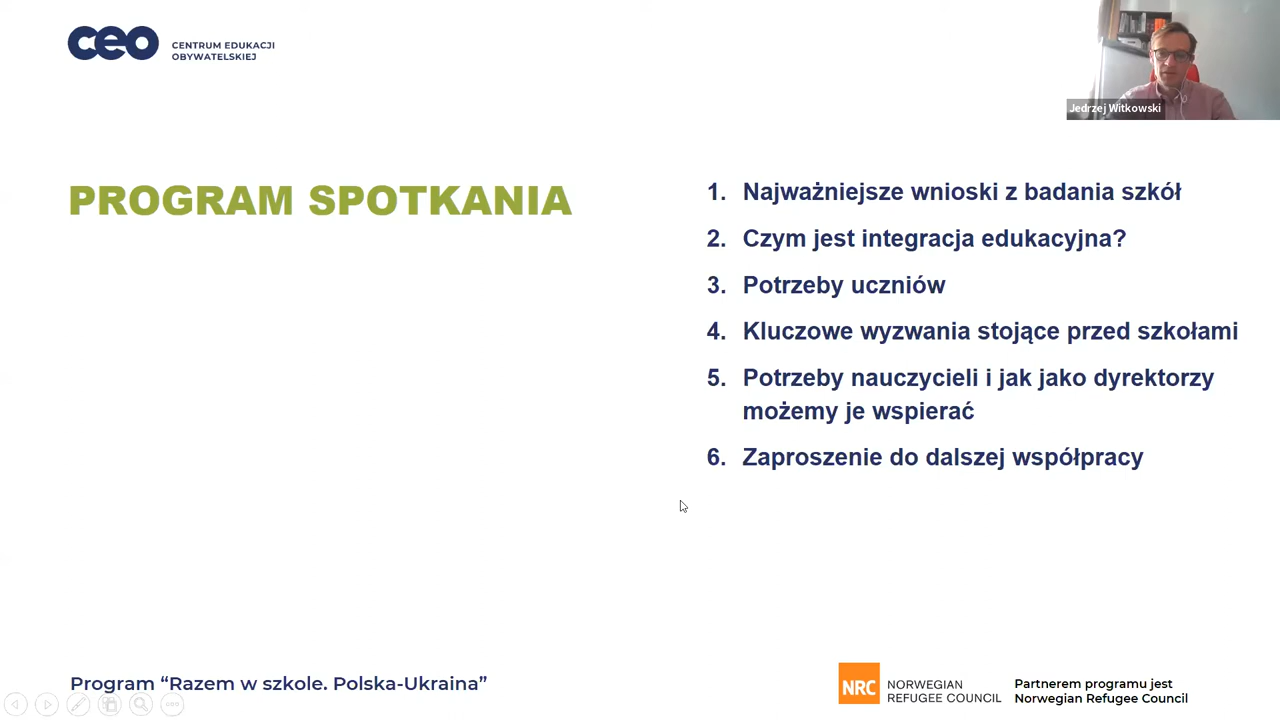 ceo CENTRUM EDUKACJI
OBYWATELSKIEJ
Jedrzej Witkowski
PROGRAM SPOTKANIA
1. Najważniejsze wnioski z badania szkół
2. Czym jest integracja edukacyjna?
3. Potrzeby uczniów
4. Kluczowe wyzwania stojące przed szkołami
5. Potrzeby nauczycieli i jak jako dyrektorzy
możemy je wspierać
6. Zaproszenie do dalszej współpracy
Program “Razem w szkole. Polska-Ukraina”
NRC NORWEGIAN
REFUGEE COUNCIL
Partnerem programu jest
Norwegian Refugee Council